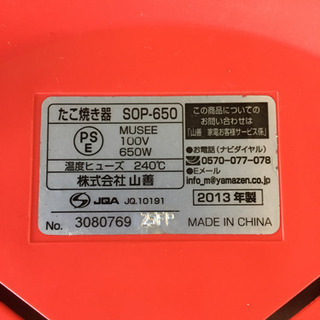 たこ焼き器 SOP-650
PS
E
MUSEE
100V
650W
温度ヒューズ 240℃
株式会社 山善
JQA JQ.10191
No. 3080769
この商品についての
お問い合わせは
「山善 家電お客様サービス係」
●お電話(ナビダイヤル)
0570-077-078
●Eメール
info_m@yamazen.co.jp
2013年製
MADE IN CHINA